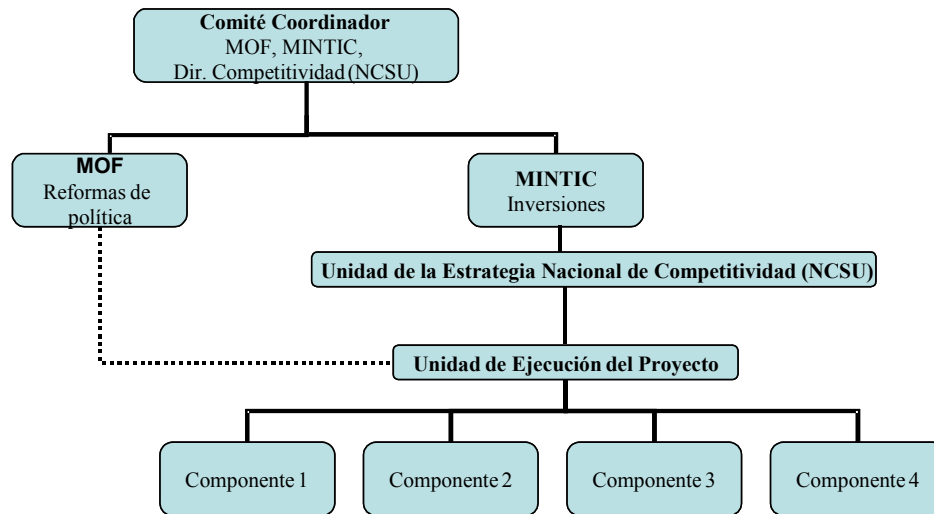 Comité Coordinador
MOF, MINTIC,
Dir. Competitividad (NCSU)
MOF
Reformas de
política
MINTIC
Inversiones
Unidad de la Estrategia Nacional de Competitividad (NCSU)
Unidad de Ejecución del Proyecto
Componente 1
Componente 2
Componente 3
Componente 4